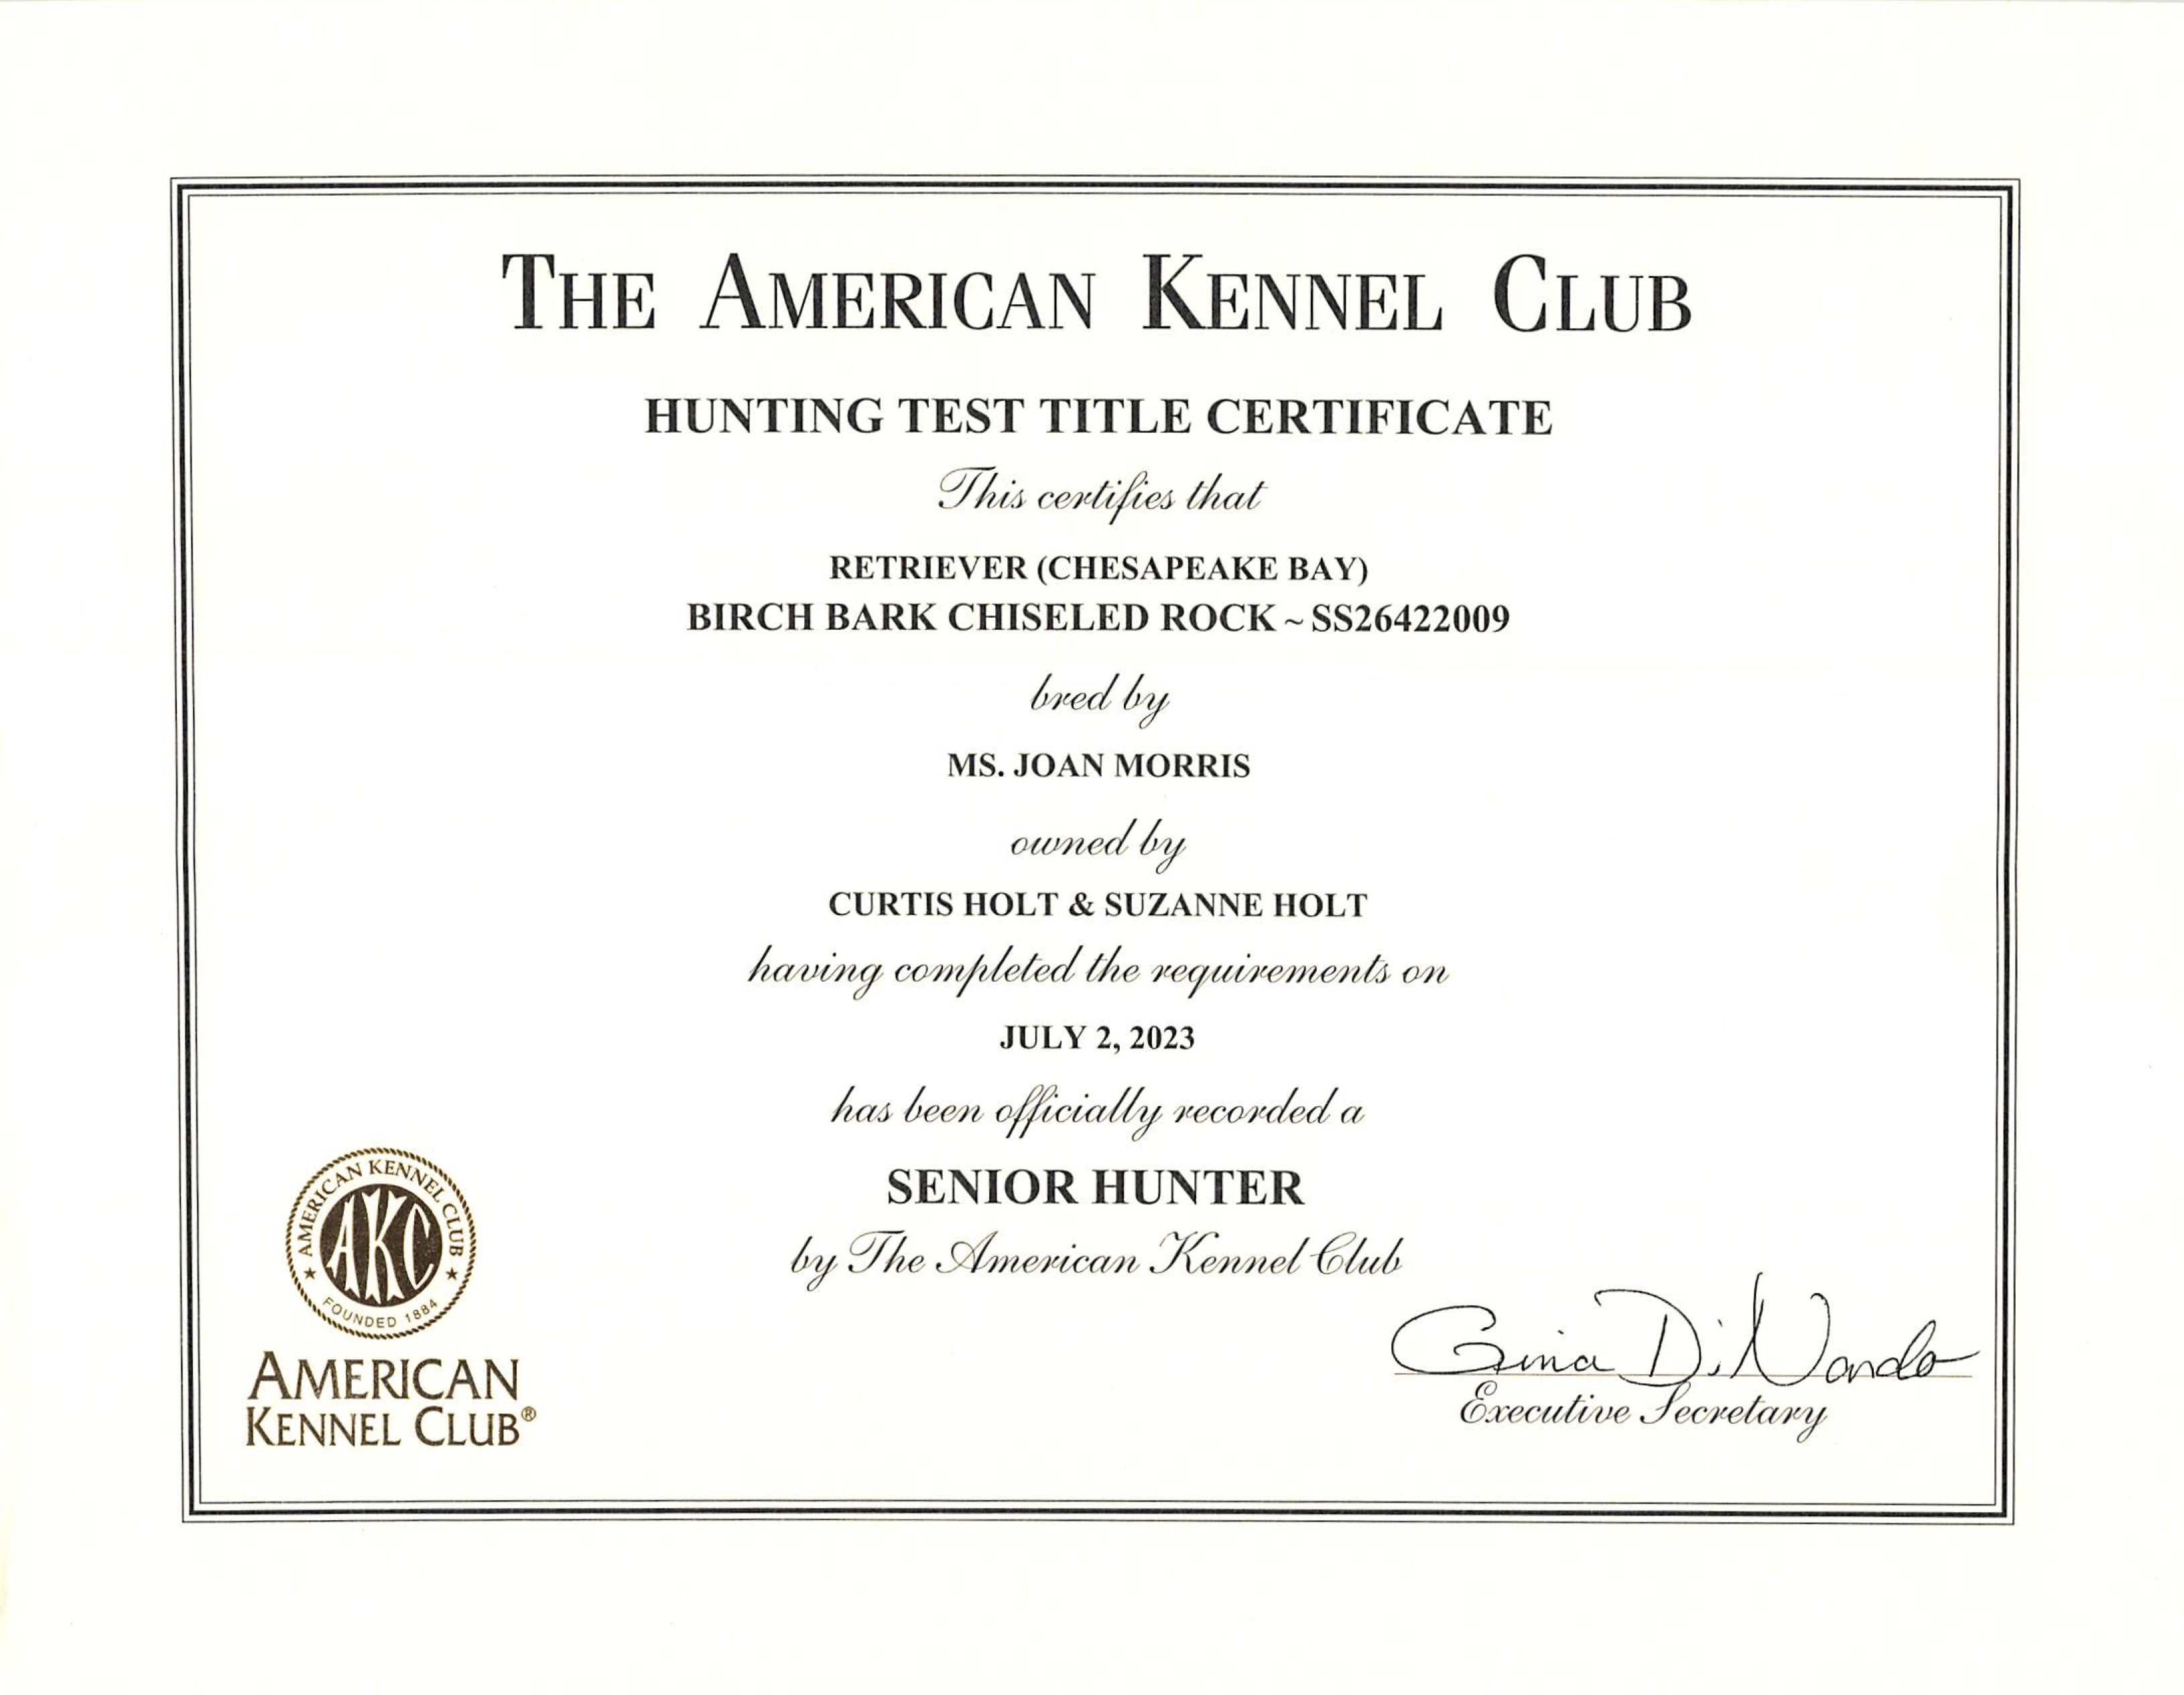 THE AMERICAN KENNEL CLUB
HUNTING TEST TITLE CERTIFICATE
This certifies that
RETRIEVER (CHESAPEAKE BAY)
BIRCH BARK CHISELED ROCK ~ SS26422009
bred by
MS. JOAN MORRIS
owned by
CURTIS HOLT & SUZANNE HOLT
having completed the requirements on
JULY 2, 2023
has been officially recorded a
SENIOR HUNTER
by The American Kennel Club
AMERICAN KENNEL CLUB
AKC
FOUNDED 1884
AMERICAN
KENNEL CLUB®
Gina DiNardo
Executive Secretary